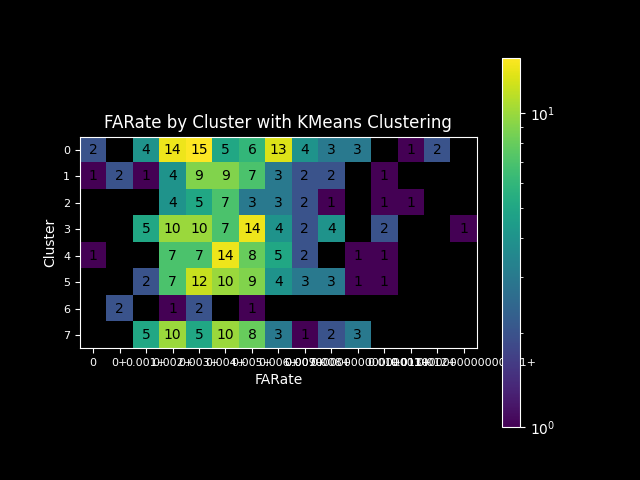 FARate by Cluster with KMeans Clustering
0 2 4 14 15 5 6 13 4 3 3 1 2
1 1 2 1 4 9 9 7 3 2 2 1
2 4 5 7 3 3 2 1 1 1
3 5 10 10 7 14 4 2 4 2 1
4 1 7 7 14 8 5 2 1 1
5 2 7 12 10 9 4 3 3 1 1
6 2 1 2 1
7 5 10 5 10 8 3 1 2 3
Cluster
0
FARate
10¹
10⁰